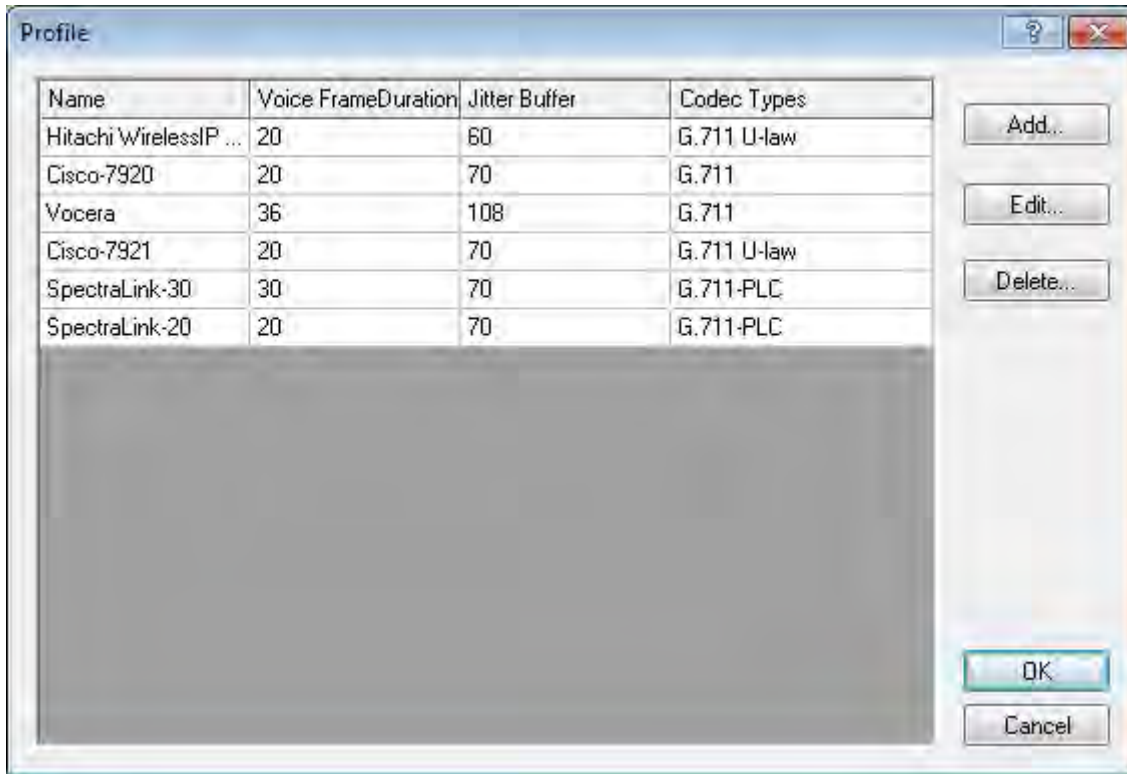 Profile
Name Voice FrameDuration Jitter Buffer Codec Types
Hitachi WirelessIP ... 20 60 G.711 U-law
Cisco-7920 20 70 G.711
Vocera 36 108 G.711
Cisco-7921 20 70 G.711 U-law
SpectraLink-30 30 70 G.711-PLC
SpectraLink-20 20 70 G.711-PLC
Add...
Edit...
Delete...
OK
Cancel